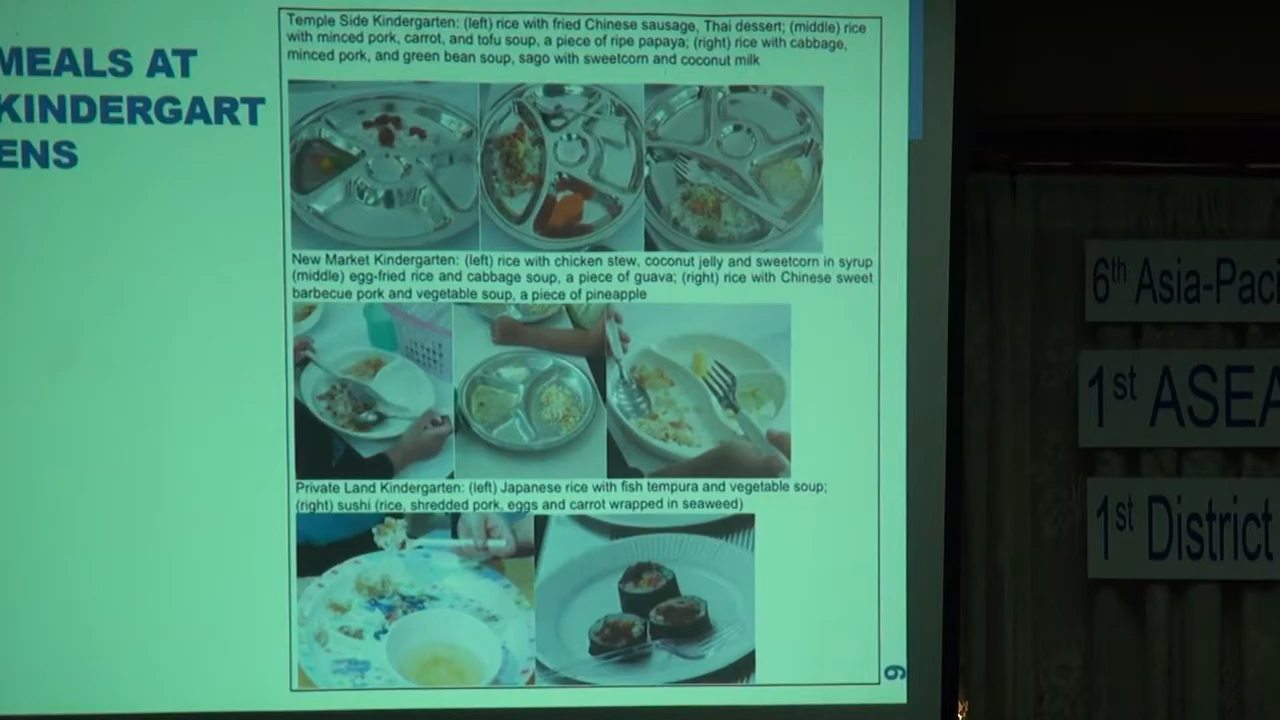 MEALS AT
KINDERGART
ENS
Temple Side Kindergarten: (left) rice with fried Chinese sausage, Thai dessert; (middle) rice
with minced pork, carrot, and tofu soup, a piece of ripe papaya; (right) rice with cabbage,
minced pork, and green bean soup, sago with sweetcorn and coconut milk
New Market Kindergarten: (left) rice with chicken stew, coconut jelly and sweetcorn in syrup
(middle) egg-fried rice and cabbage soup, a piece of guava; (right) rice with Chinese sweet
barbecue pork and vegetable soup, a piece of pineapple
Private Land Kindergarten: (left) Japanese rice with fish tempura and vegetable soup;
(right) sushi (rice, shredded pork, eggs and carrot wrapped in seaweed)
9
6th Asia-Paci
1st ASEA
1st District